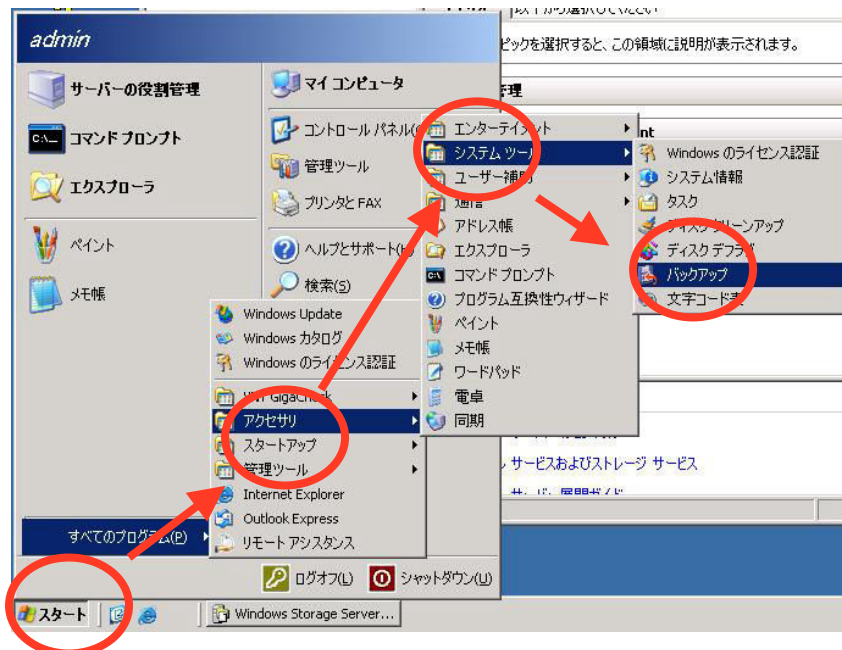 admin
サーバーの役割管理
コマンド プロンプト
エクスプローラ
ペイント
メモ帳
すべてのプログラム(P)
マイ コンピュータ
コントロール パネル(
管理ツール
プリンタと FAX
ヘルプとサポート(H)
検索(S)
Windows Update
Windows カタログ
Windows のライセンス認証
アクセサリ
スタートアップ
管理ツール
Internet Explorer
Outlook Express
リモート アシスタンス
エンターテイメント
システム ツール
ユーザー補助
通信
アドレス帳
エクスプローラ
コマンド プロンプト
プログラム互換性ウィザード
ペイント
メモ帳
ワードパッド
電卓
同期
Windows のライセンス認証
システム情報
タスク
ディスク クリーンアップ
ディスク デフラグ
バックアップ
文字コード表
ピックを選択すると、この領域に説明が表示されます。
管理
nt
サービスおよびストレージ サービス
ログオフ(L)
シャットダウン(U)
スタート
Windows Storage Server...